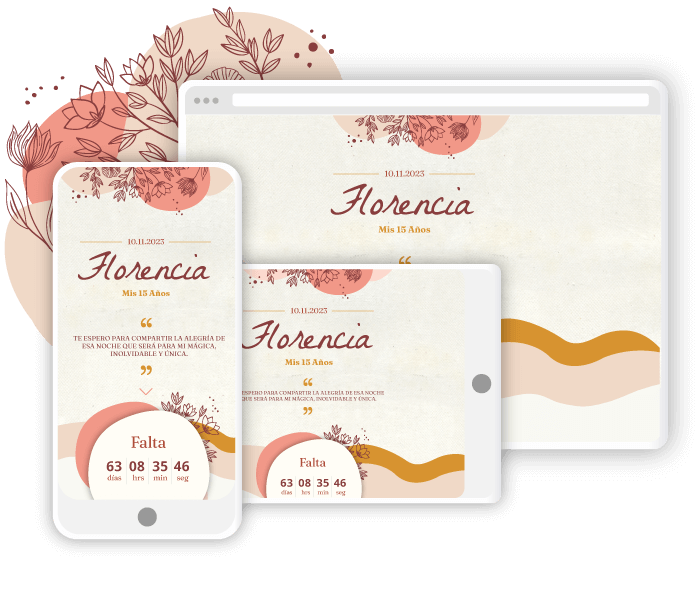 10.11.2023
Florencia
Mis 15 Años
“
10.11.2023
Florencia
Mis 15 Años
“
TE ESPERO PARA COMPARTIR LA ALEGRÍA DE
ESA NOCHE QUE SERÁ PARA MI MÁGICA,
INOLVIDABLE Y ÚNICA.
”
Falta
63 08 35 46
días hrs min seg
10.11.2023
Florencia
Mis 15 Años
“
ESPERO PARA COMPARTIR LA ALEGRÍA DE ESA NOCHE
QUE SERÁ PARA MI MÁGICA, INOLVIDABLE Y ÚNICA.
”
Falta
63 08 35 46
días hrs min seg